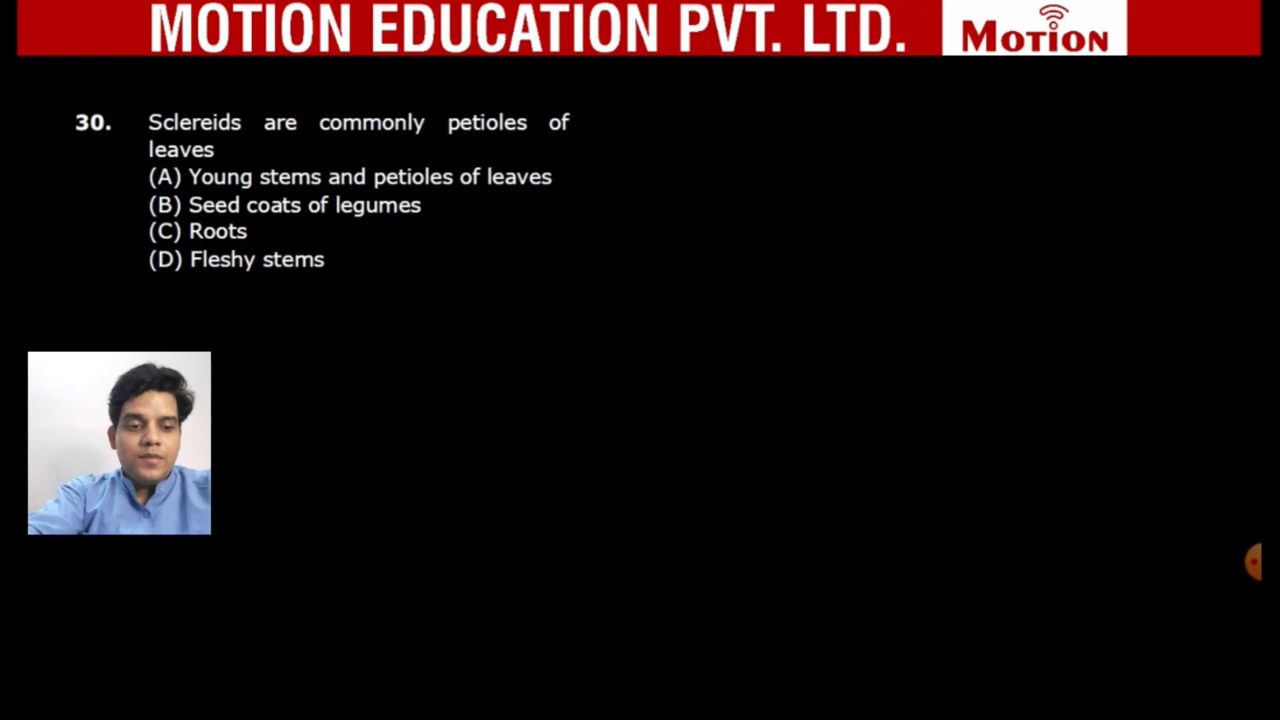 MOTION EDUCATION PVT. LTD.
MOTION
30. Sclereids are commonly petioles of
leaves
(A) Young stems and petioles of leaves
(B) Seed coats of legumes
(C) Roots
(D) Fleshy stems